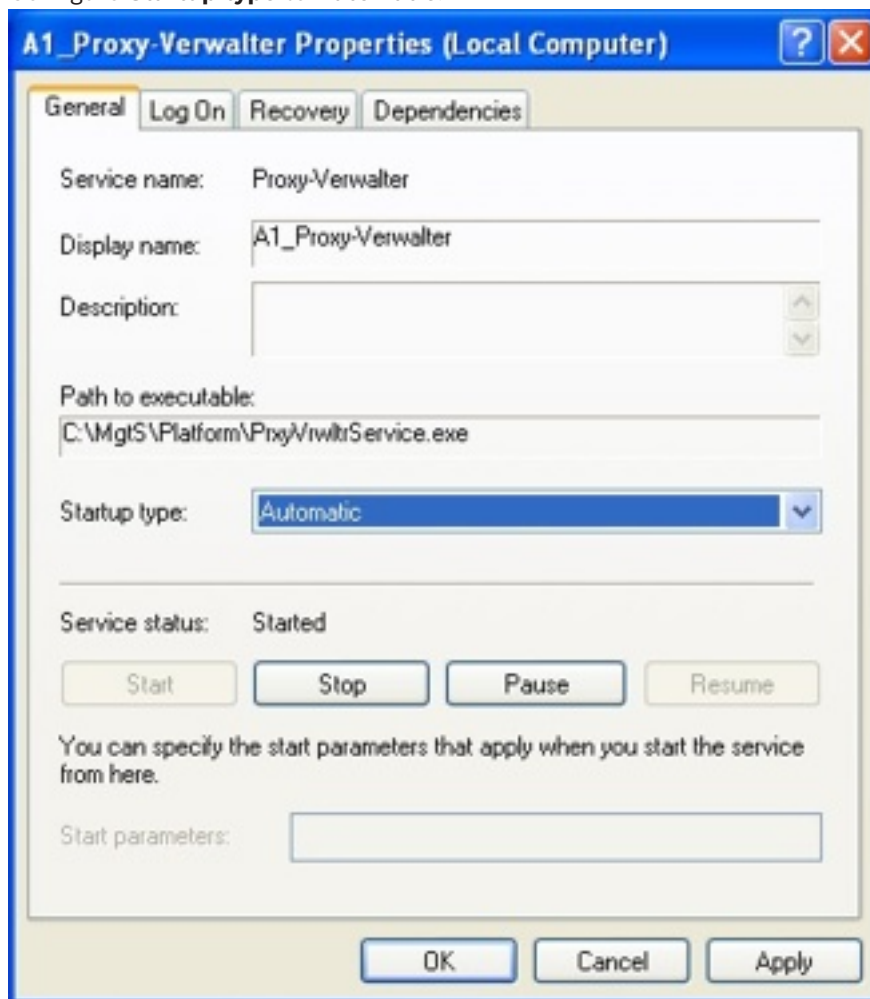 A1_Proxy-Verwalter Properties (Local Computer)
General Log On Recovery Dependencies
Service name: Proxy-Verwalter
Display name: A1_Proxy-Verwalter
Description:
Path to executable:
C:\MgtS\Platform\PrxyVrwltrService.exe
Startup type: Automatic
Service status: Started
Start Stop Pause Resume
You can specify the start parameters that apply when you start the service
from here.
Start parameters:
OK Cancel Apply